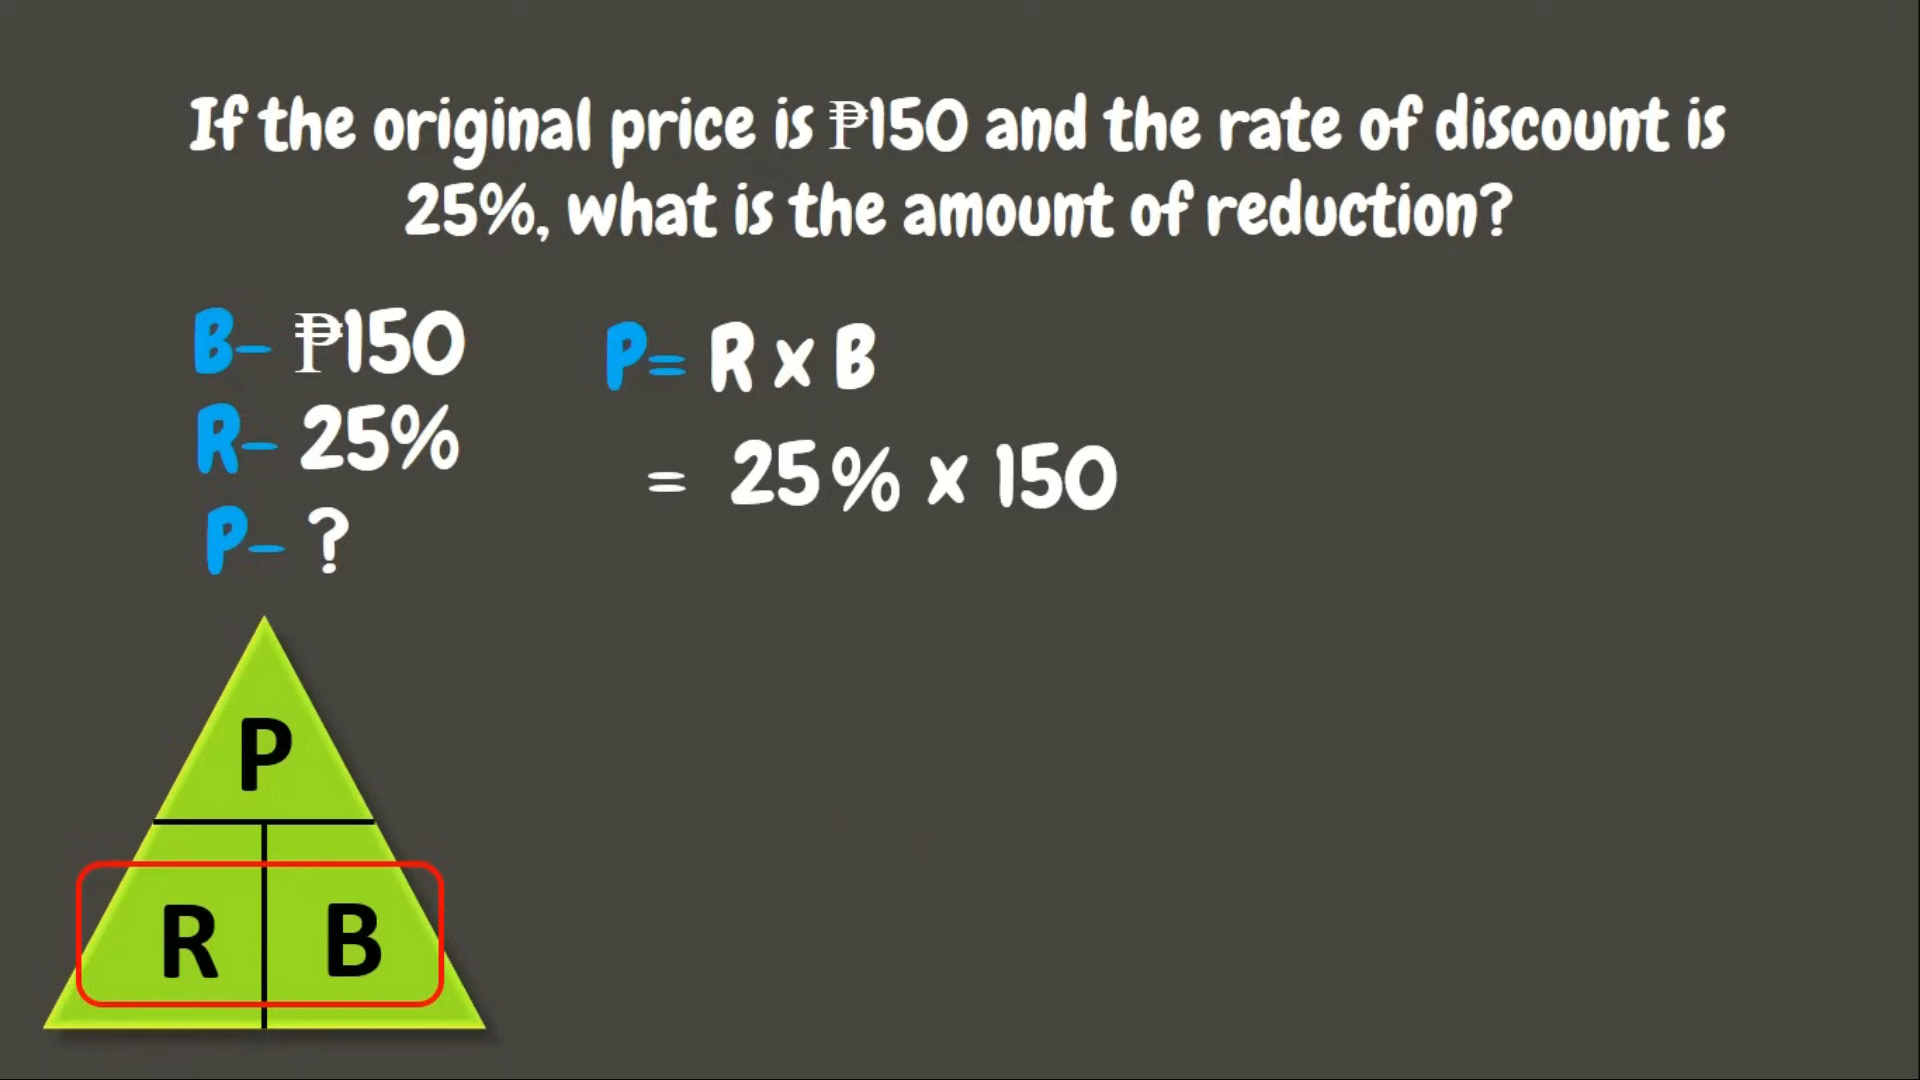 If the original price is ₱150 and the rate of discount is
25%, what is the amount of reduction?
B- ₱150
R- 25%
P- ?
P= R x B
= 25% x 150
P
R B